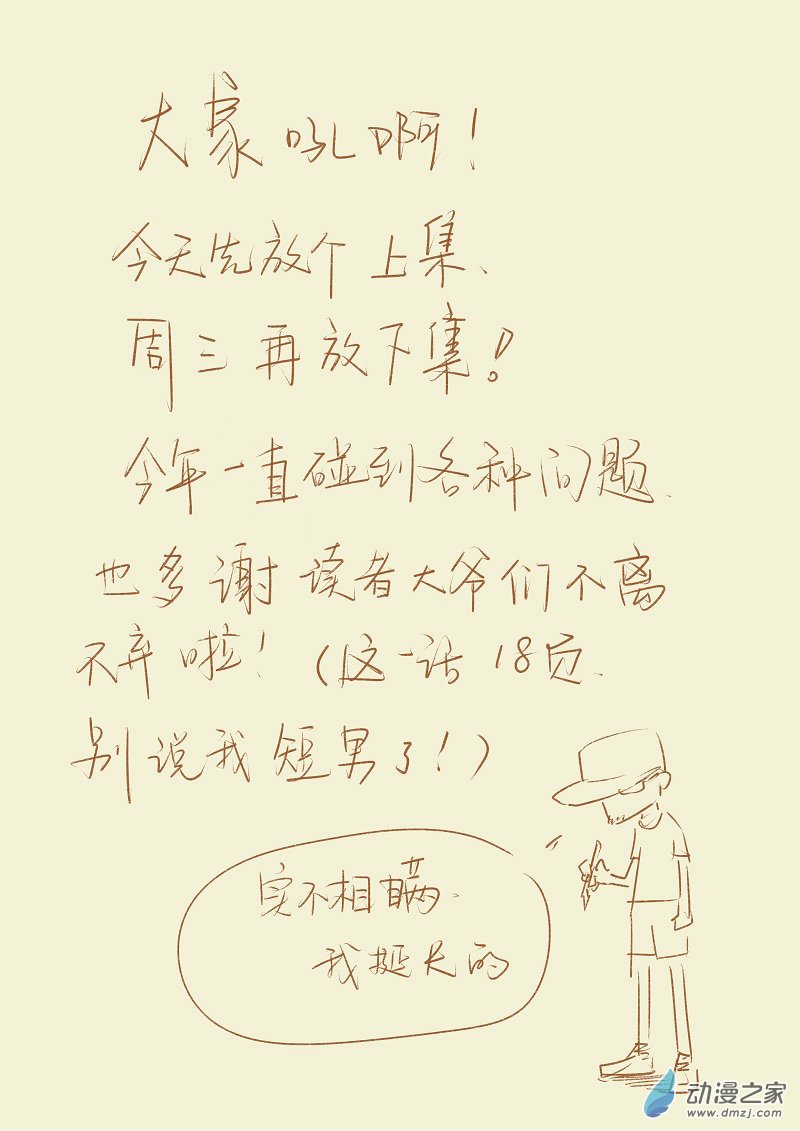 大家吼啊！
今天先放个上集、
周三再放下集！
今年一直碰到各种问题、
也多谢读者大爷们不离
不弃啦！（这一话18页、
别说我短男了！）
实不相瞒、
我挺长的
动漫之家
www.dmzj.com